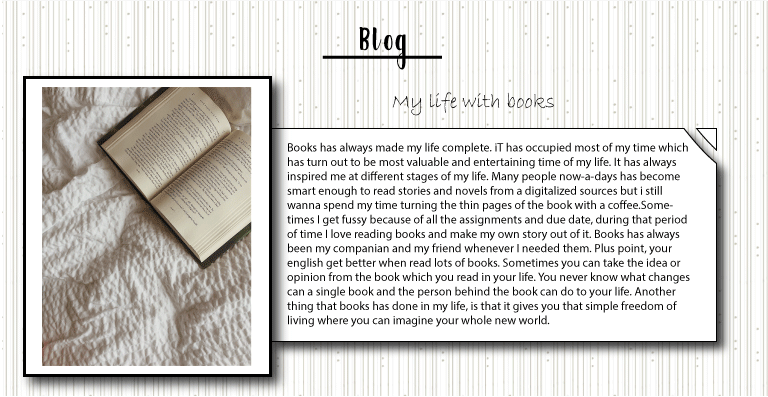 Blog
My life with books
Books has always made my life complete. iT has occupied most of my time which
has turn out to be most valuable and entertaining time of my life. It has always
inspired me at different stages of my life. Many people now-a-days has become
smart enough to read stories and novels from a digitalized sources but i still
wanna spend my time turning the thin pages of the book with a coffee.Some-
times I get fussy because of all the assignments and due date, during that period
of time I love reading books and make my own story out of it. Books has always
been my companian and my friend whenever I needed them. Plus point, your
english get better when read lots of books. Sometimes you can take the idea or
opinion from the book which you read in your life. You never know what changes
can a single book and the person behind the book can do to your life. Another
thing that books has done in my life, is that it gives you that simple freedom of
living where you can imagine your whole new world.